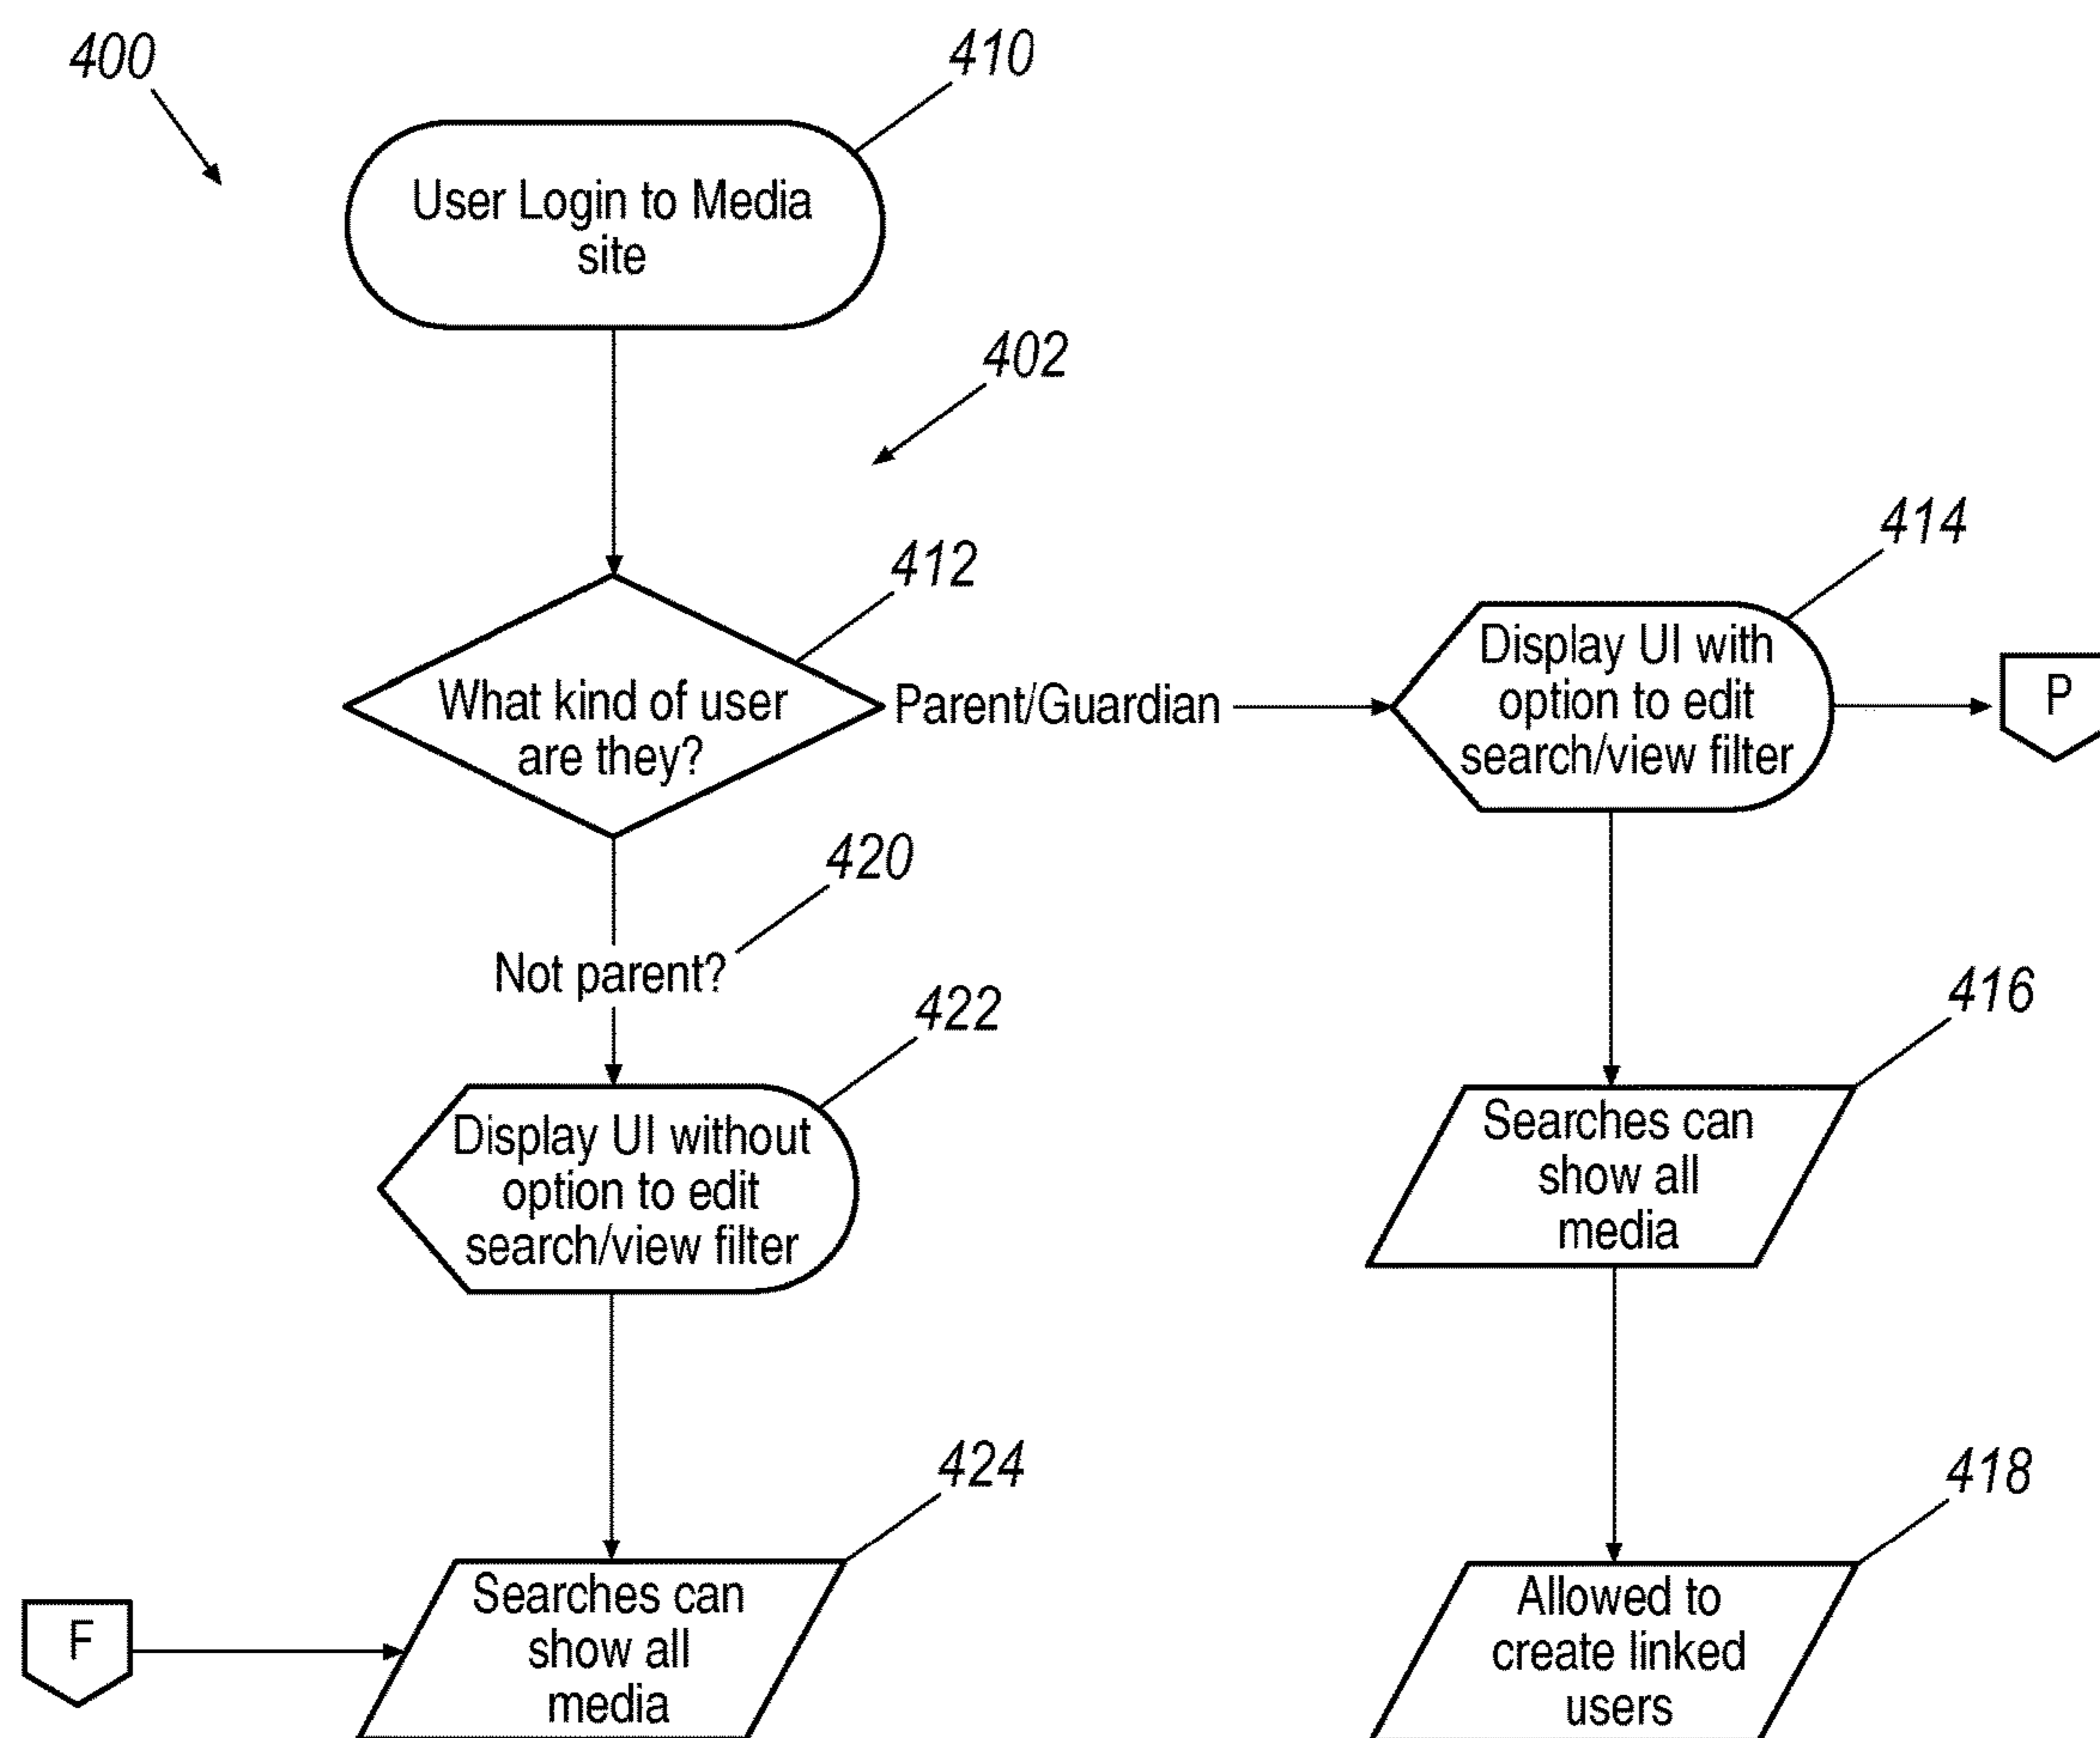 400
410
User Login to Media
site
402
412
What kind of user
are they?
Parent/Guardian
414
Display UI with
option to edit
search/view filter
P
420
Not parent?
422
Display UI without
option to edit
search/view filter
416
Searches can
show all
media
424
Searches can
show all
media
F
418
Allowed to
create linked
users